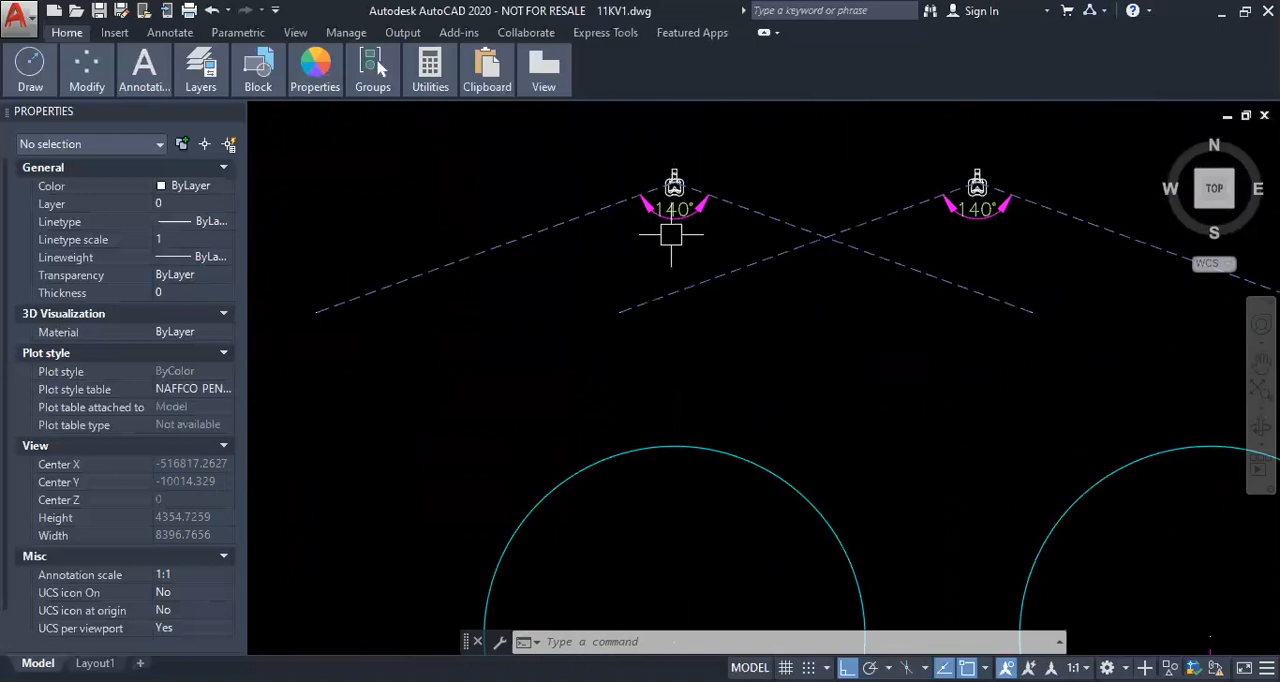 Autodesk AutoCAD 2020 - NOT FOR RESALE 11KV1.dwg
Type a keyword or phrase
Sign In
Home Insert Annotate Parametric View Manage Output Add-ins Collaborate Express Tools Featured Apps
Draw Modify Annotati... Layers Block Properties Groups Utilities Clipboard View
PROPERTIES
No selection
General
Color ByLayer
Layer 0
Linetype ByLa...
Linetype scale 1
Lineweight ByLa...
Transparency ByLayer
Thickness 0
3D Visualization
Material ByLayer
Plot style
Plot style ByColor
Plot style table NAFFCO PEN...
Plot table attached to Model
Plot table type Not available
View
Center X -516817.2627
Center Y -10014.329
Center Z 0
Height 4354.7259
Width 8396.7656
Misc
Annotation scale 1:1
UCS icon On No
UCS icon at origin No
UCS per viewport Yes
140° 140°
N
W TOP E
S
WCS
Type a command
Model Layout1 +
MODEL 1:1